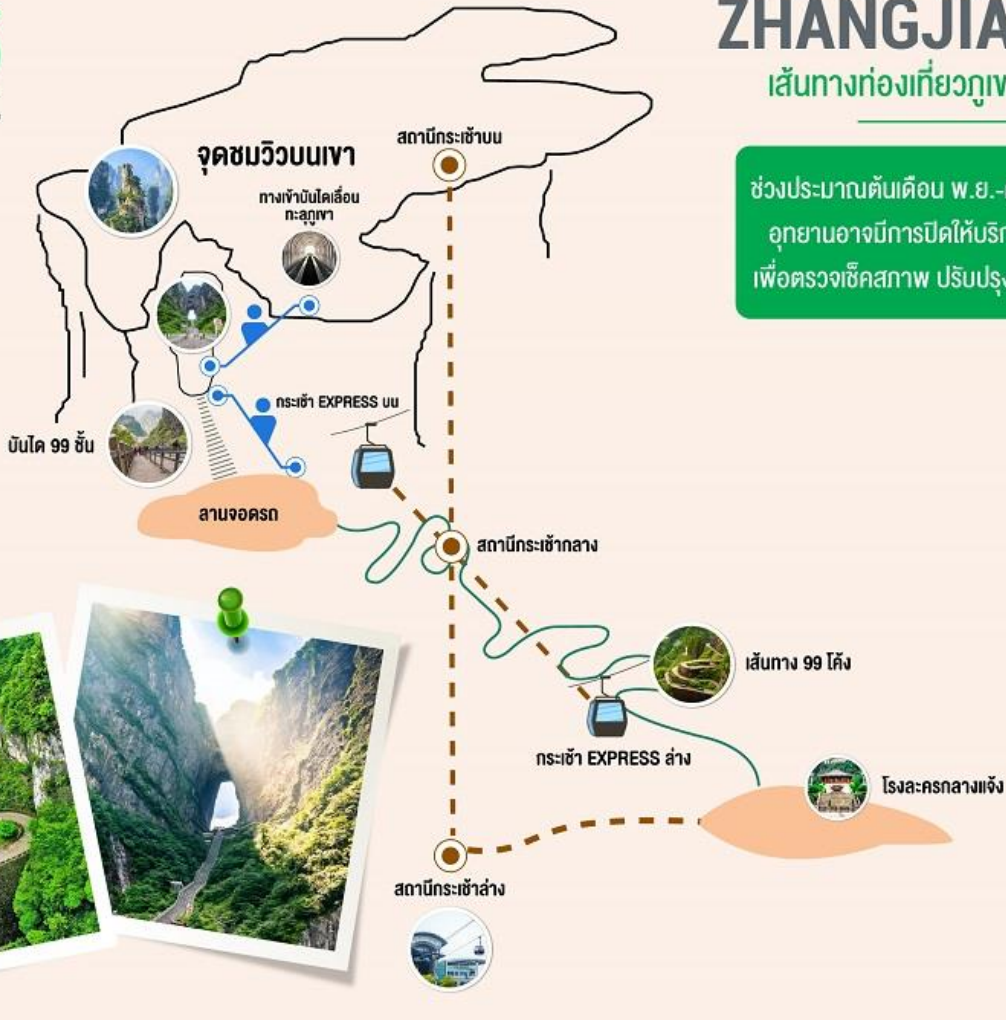 ZHANGJIA
เส้นทางท่องเที่ยวภูเข
ช่วงประมาณต้นเดือน พ.ย.-
อุทยานอาจมีการปิดให้บริก
เพื่อตรวจเช็คสภาพ ปรับปรุง
สถานีกระเช้าบน
จุดชมวิวบนเขา
ทางเข้าบันไดเลื่อน
ทะลุภูเขา
กระเช้า EXPRESS บน
บันได 99 ชั้น
ลานจอดรถ
สถานีกระเช้ากลาง
เส้นทาง 99 โค้ง
กระเช้า EXPRESS ล่าง
โรงละครกลางแจ้ง
สถานีกระเช้าล่าง